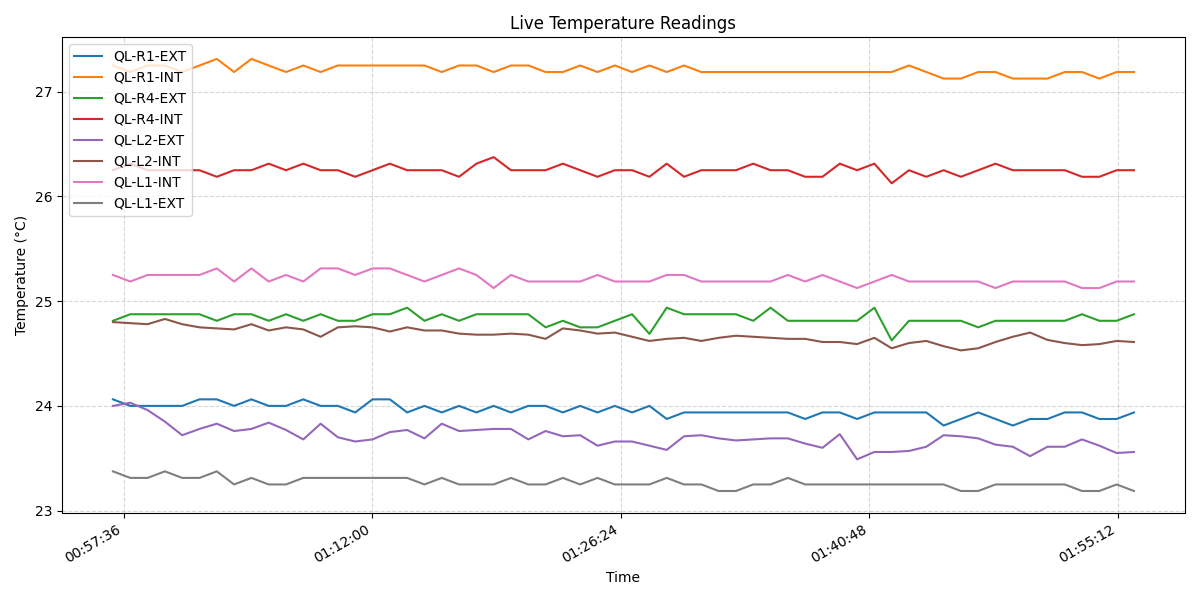 Live Temperature Readings
QL-R1-EXT
QL-R1-INT
QL-R4-EXT
QL-R4-INT
QL-L2-EXT
QL-L2-INT
QL-L1-INT
QL-L1-EXT
27
26
25
24
23
Temperature (°C)
00:57:36
01:12:00
01:26:24
01:40:48
01:55:12
Time